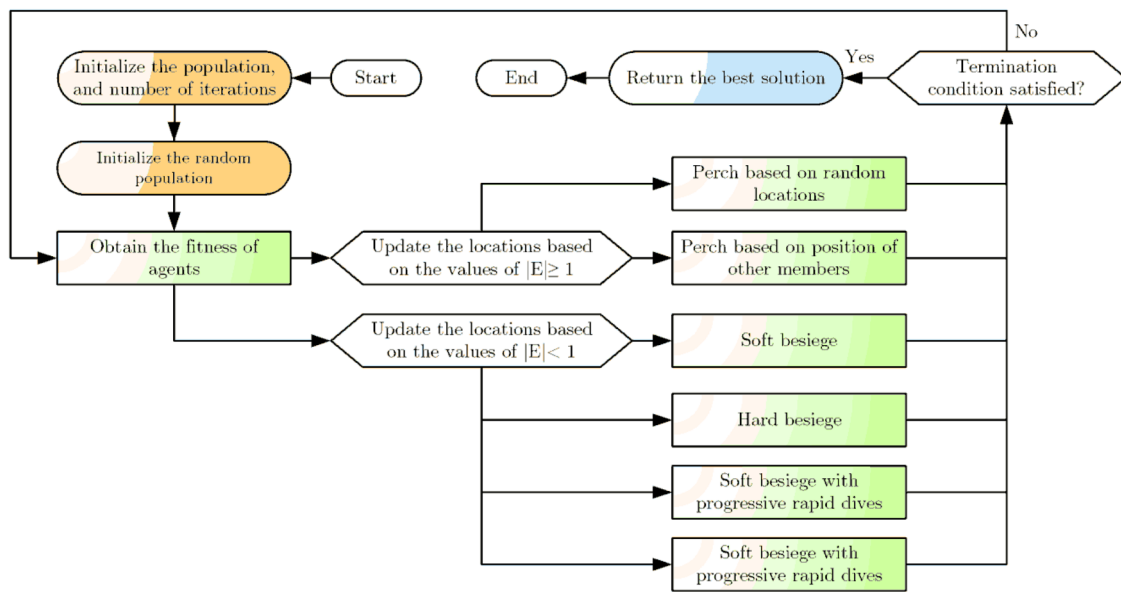 No
Initialize the population,
and number of iterations
Start
End
Return the best solution
Yes
Termination
condition satisfied?
Initialize the random
population
Perch based on random
locations
Obtain the fitness of
agents
Update the locations based
on the values of |E|≥ 1
Perch based on position of
other members
Update the locations based
on the values of |E|< 1
Soft besiege
Hard besiege
Soft besiege with
progressive rapid dives
Soft besiege with
progressive rapid dives